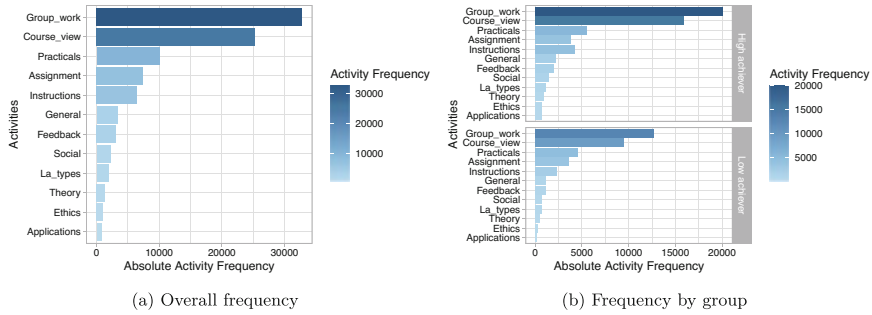 Group_work
Course_view
Practicals
Assignment
Instructions
General
Feedback
Social
La_types
Theory
Ethics
Applications
Activities
0
10000
20000
30000
Absolute Activity Frequency
Activity Frequency
30000
20000
10000
(a) Overall frequency
Group_work
Course_view
Practicals
Assignment
Instructions
General
Feedback
Social
La_types
Theory
Ethics
Applications
High achiever
Group_work
Course_view
Practicals
Assignment
Instructions
General
Feedback
Social
La_types
Theory
Ethics
Applications
Low achiever
Activities
0
5000
10000
15000
20000
Absolute Activity Frequency
Activity Frequency
20000
15000
10000
5000
(b) Frequency by group